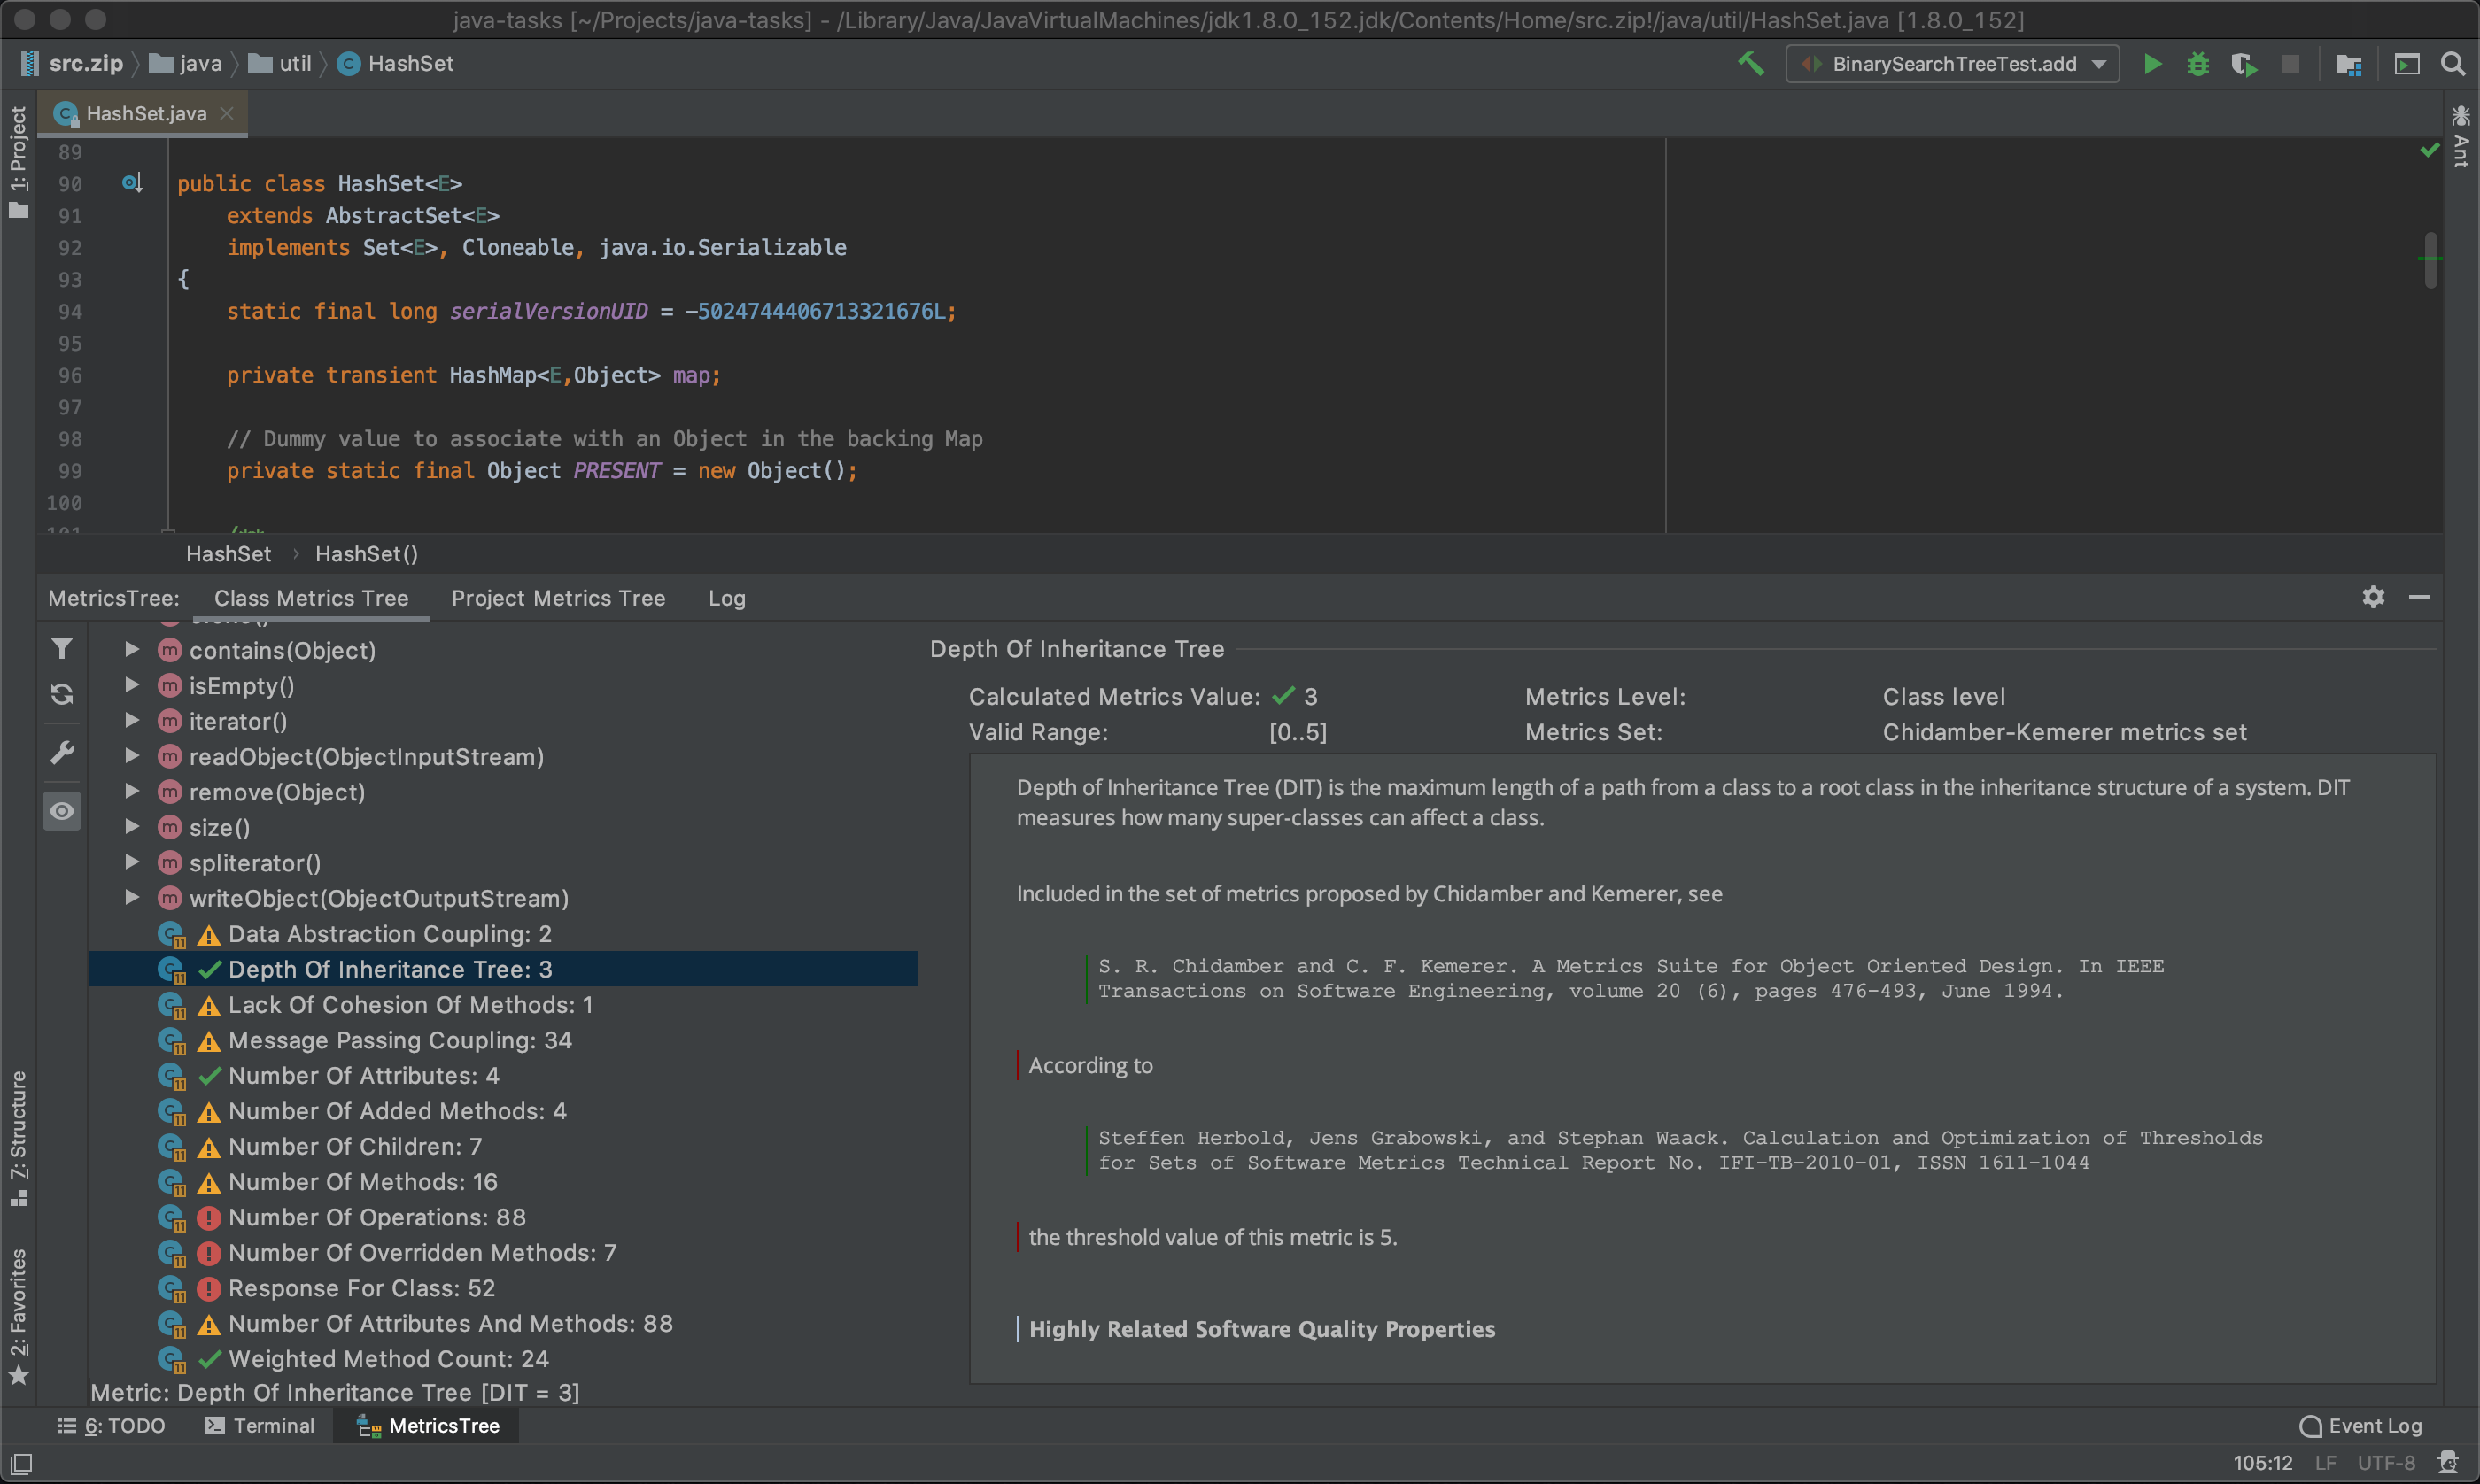 java-tasks [~/Projects/java-tasks] - /Library/Java/JavaVirtualMachines/jdk1.8.0_152.jdk/Contents/Home/src.zip!/java/util/HashSet.java [1.8.0_152]
src.zip java util HashSet
BinarySearchTreeTest.add
1: Project
HashSet.java
Ant
89
90 public class HashSet<E>
91 extends AbstractSet<E>
92 implements Set<E>, Cloneable, java.io.Serializable
93 {
94 static final long serialVersionUID = -5024744406713321676L;
95
96 private transient HashMap<E,Object> map;
97
98 // Dummy value to associate with an Object in the backing Map
99 private static final Object PRESENT = new Object();
100
101 /**
HashSet › HashSet()
MetricsTree: Class Metrics Tree Project Metrics Tree Log
contains(Object)
isEmpty()
iterator()
readObject(ObjectInputStream)
remove(Object)
size()
spliterator()
writeObject(ObjectOutputStream)
Data Abstraction Coupling: 2
Depth Of Inheritance Tree: 3
Lack Of Cohesion Of Methods: 1
Message Passing Coupling: 34
Number Of Attributes: 4
Number Of Added Methods: 4
Number Of Children: 7
Number Of Methods: 16
Number Of Operations: 88
Number Of Overridden Methods: 7
Response For Class: 52
Number Of Attributes And Methods: 88
Weighted Method Count: 24
Metric: Depth Of Inheritance Tree [DIT = 3]
Depth Of Inheritance Tree
Calculated Metrics Value: 3 Metrics Level: Class level
Valid Range: [0..5] Metrics Set: Chidamber-Kemerer metrics set
Depth of Inheritance Tree (DIT) is the maximum length of a path from a class to a root class in the inheritance structure of a system. DIT
measures how many super-classes can affect a class.
Included in the set of metrics proposed by Chidamber and Kemerer, see
S. R. Chidamber and C. F. Kemerer. A Metrics Suite for Object Oriented Design. In IEEE
Transactions on Software Engineering, volume 20 (6), pages 476-493, June 1994.
According to
Steffen Herbold, Jens Grabowski, and Stephan Waack. Calculation and Optimization of Thresholds
for Sets of Software Metrics Technical Report No. IFI-TB-2010-01, ISSN 1611-1044
the threshold value of this metric is 5.
Highly Related Software Quality Properties
7: Structure
2: Favorites
6: TODO Terminal MetricsTree Event Log
105:12 LF UTF-8